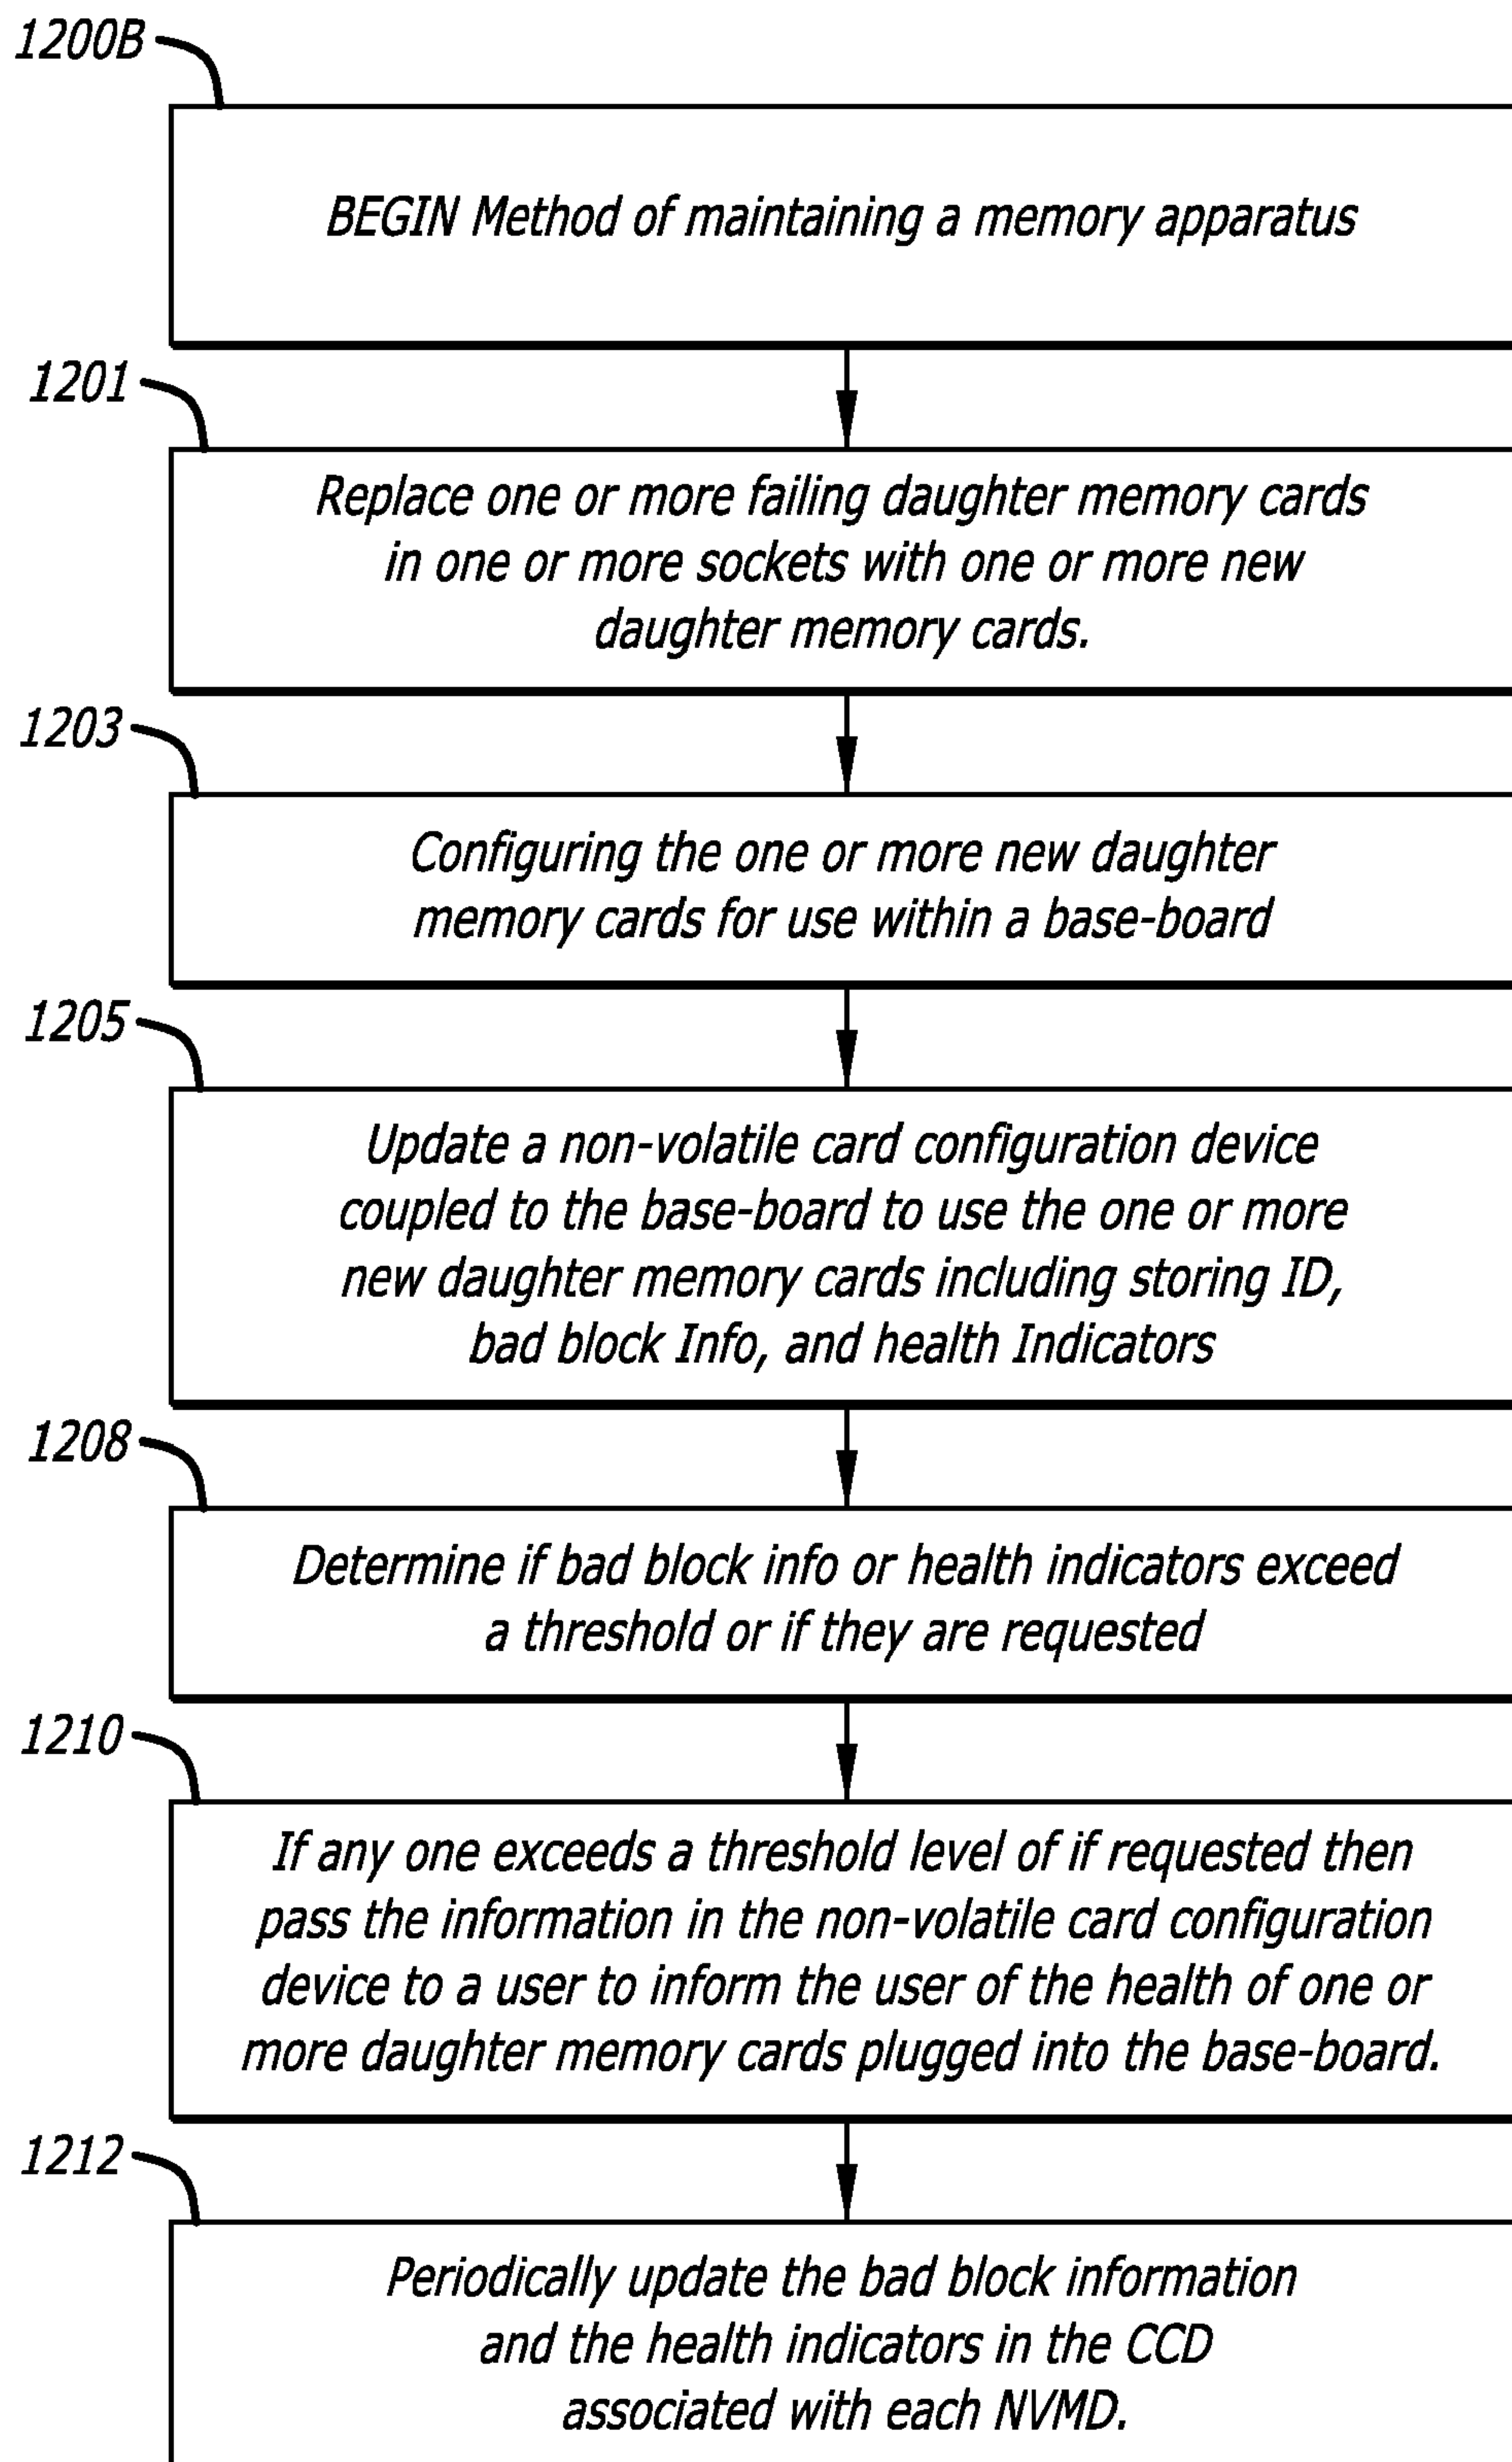 1200B
BEGIN Method of maintaining a memory apparatus
1201
Replace one or more failing daughter memory cards
in one or more sockets with one or more new
daughter memory cards.
1203
Configuring the one or more new daughter
memory cards for use within a base-board
1205
Update a non-volatile card configuration device
coupled to the base-board to use the one or more
new daughter memory cards including storing ID,
bad block Info, and health Indicators
1208
Determine if bad block info or health indicators exceed
a threshold or if they are requested
1210
If any one exceeds a threshold level of if requested then
pass the information in the non-volatile card configuration
device to a user to inform the user of the health of one or
more daughter memory cards plugged into the base-board.
1212
Periodically update the bad block information
and the health indicators in the CCD
associated with each NVMD.